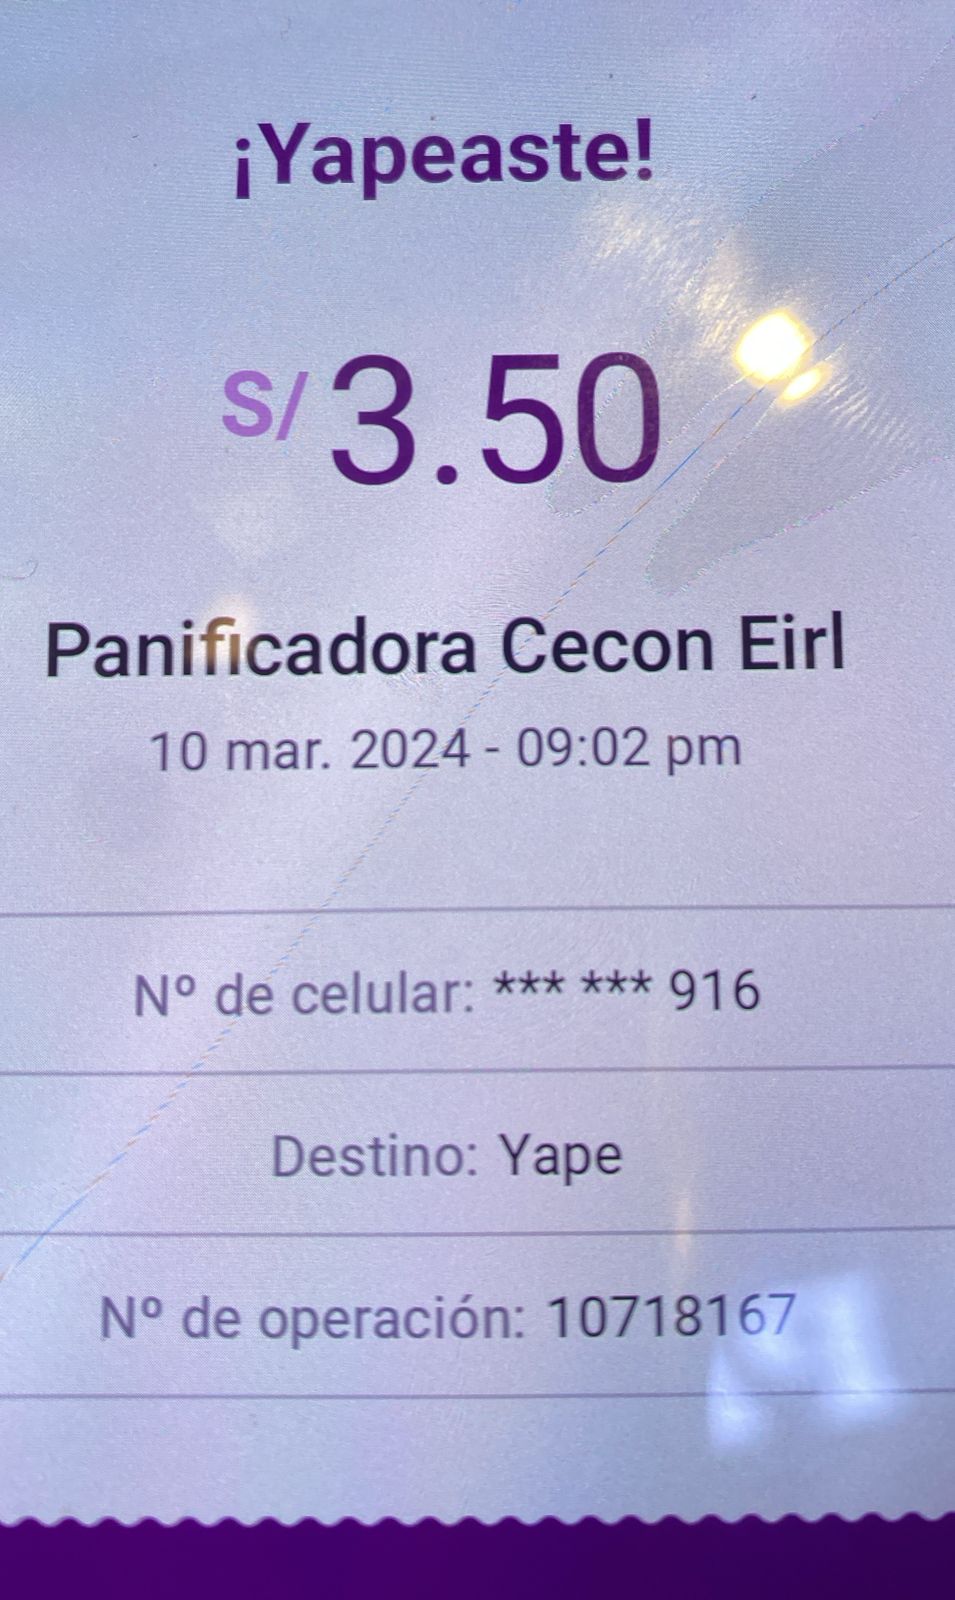 ¡Yapeaste!
S/3.50
Panificadora Cecon Eirl
10 mar. 2024 - 09:02 pm
Nº de celular: *** *** 916
Destino: Yape
Nº de operación: 10718167